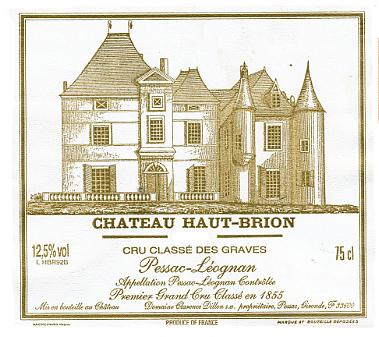 CHATEAU HAUT-BRION
CRU CLASSÉ DES GRAVES
12,5% vol
L HBR92B
75 cl
Pessac-Léognan
Appellation Pessac-Léognan Contrôlée
Premier Grand Cru Classé en 1855
Mis en bouteille au Château
Domaine Clarence Dillon s.a. propriétaire, Pessac, Gironde, F. 33600
PRODUCE OF FRANCE
MARQUE ET BOUTEILLE DEPOSÉES